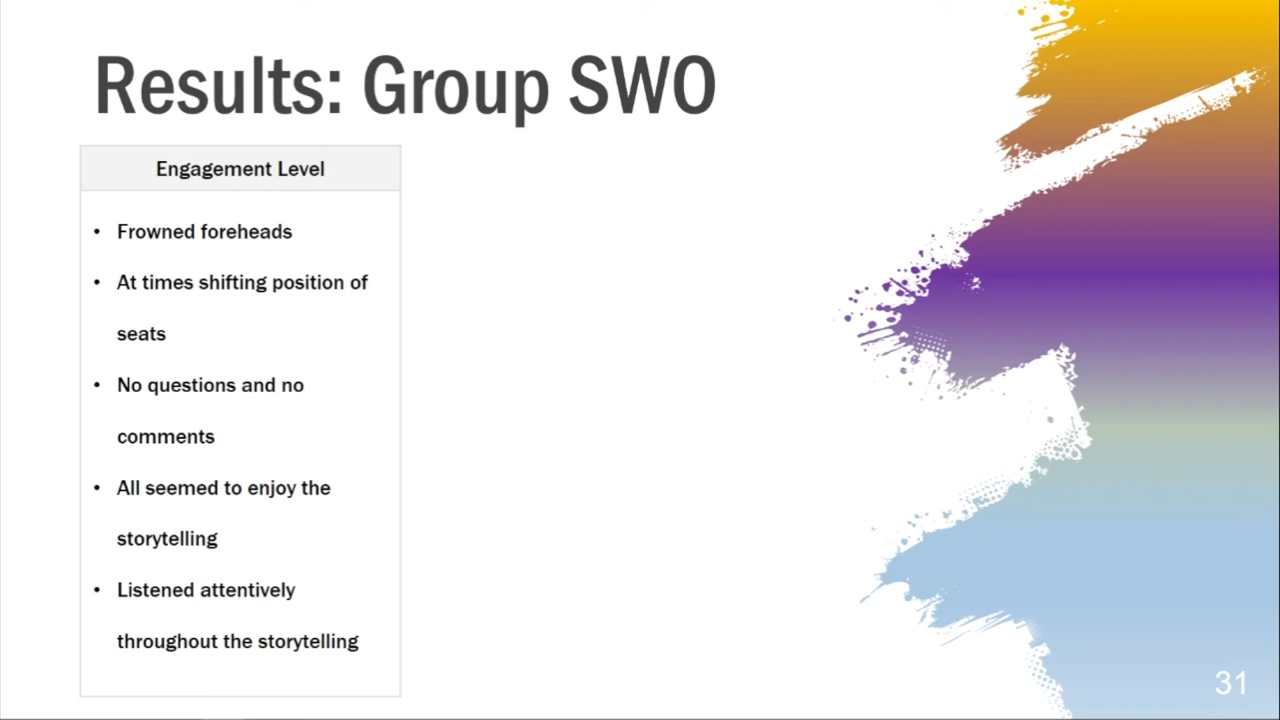 Results: Group SWO
Engagement Level
• Frowned foreheads
• At times shifting position of
seats
• No questions and no
comments
• All seemed to enjoy the
storytelling
• Listened attentively
throughout the storytelling
31